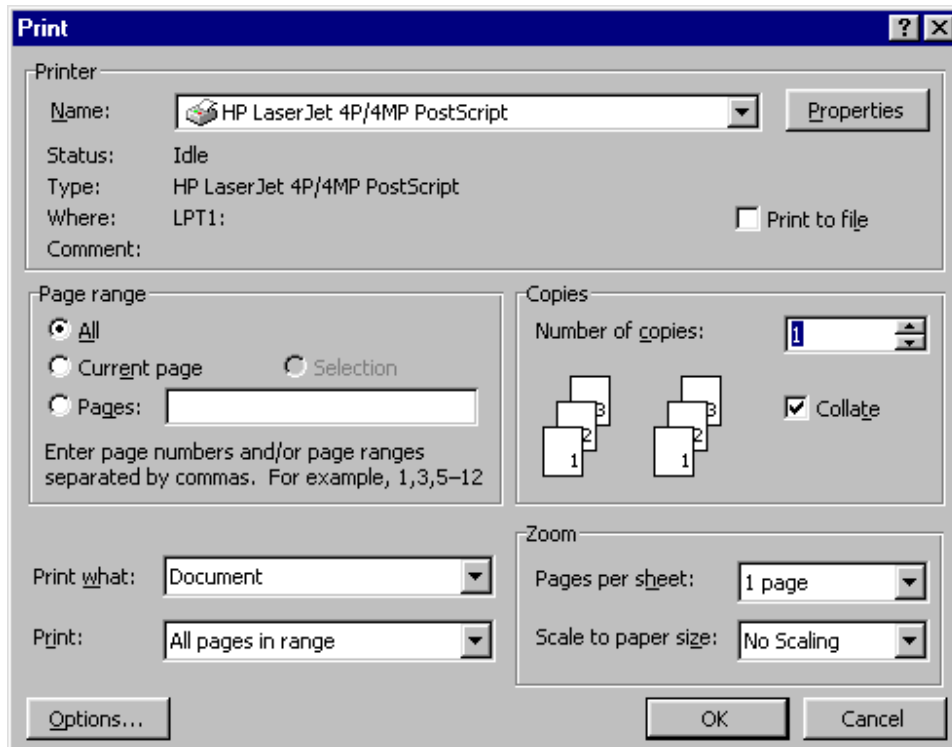 Print
Printer
Name: HP LaserJet 4P/4MP PostScript Properties
Status: Idle
Type: HP LaserJet 4P/4MP PostScript
Where: LPT1: Print to file
Comment:
Page range
All
Current page Selection
Pages:
Enter page numbers and/or page ranges
separated by commas. For example, 1,3,5–12
Copies
Number of copies: 1
3 3
2 2
1 1
Collate
Print what: Document
Print: All pages in range
Zoom
Pages per sheet: 1 page
Scale to paper size: No Scaling
Options... OK Cancel